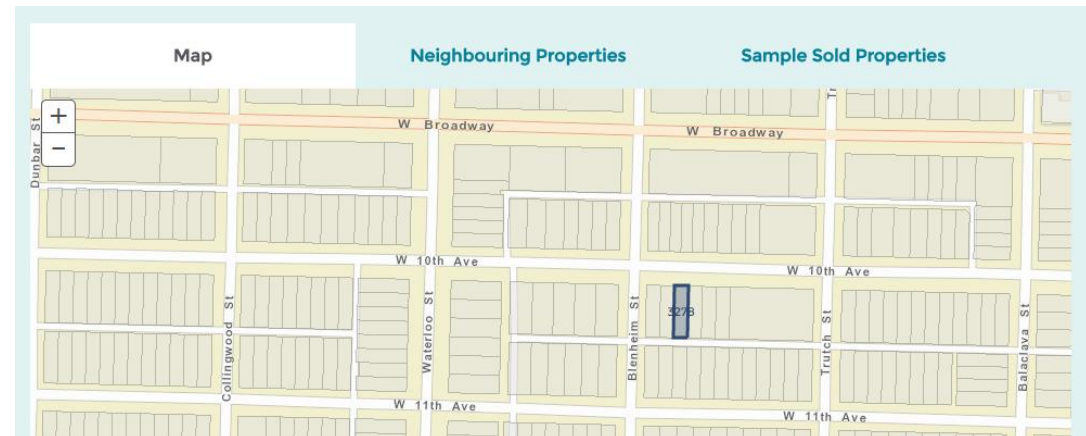 Map
Neighbouring Properties
Sample Sold Properties
+
−
Dunbar St
W Broadway
W Broadway
W 10th Ave
W 10th Ave
Collingwood St
Waterloo St
Blenheim St
3278
Trutch St
Balaclava St
W 11th Ave
W 11th Ave